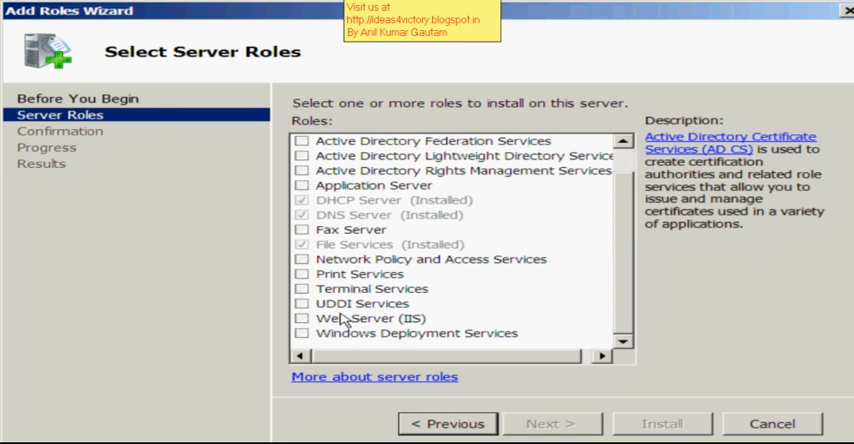 Add Roles Wizard
Visit us at
http://ideas4victory.blogspot.in
By Anil Kumar Gautam
Select Server Roles
Before You Begin
Server Roles
Confirmation
Progress
Results
Select one or more roles to install on this server.
Roles:
Active Directory Federation Services
Active Directory Lightweight Directory Service
Active Directory Rights Management Services
Application Server
DHCP Server (Installed)
DNS Server (Installed)
Fax Server
File Services (Installed)
Network Policy and Access Services
Print Services
Terminal Services
UDDI Services
Web Server (IIS)
Windows Deployment Services
More about server roles
Description:
Active Directory Certificate
Services (AD CS) is used to
create certification
authorities and related role
services that allow you to
issue and manage
certificates used in a variety
of applications.
< Previous
Next >
Install
Cancel